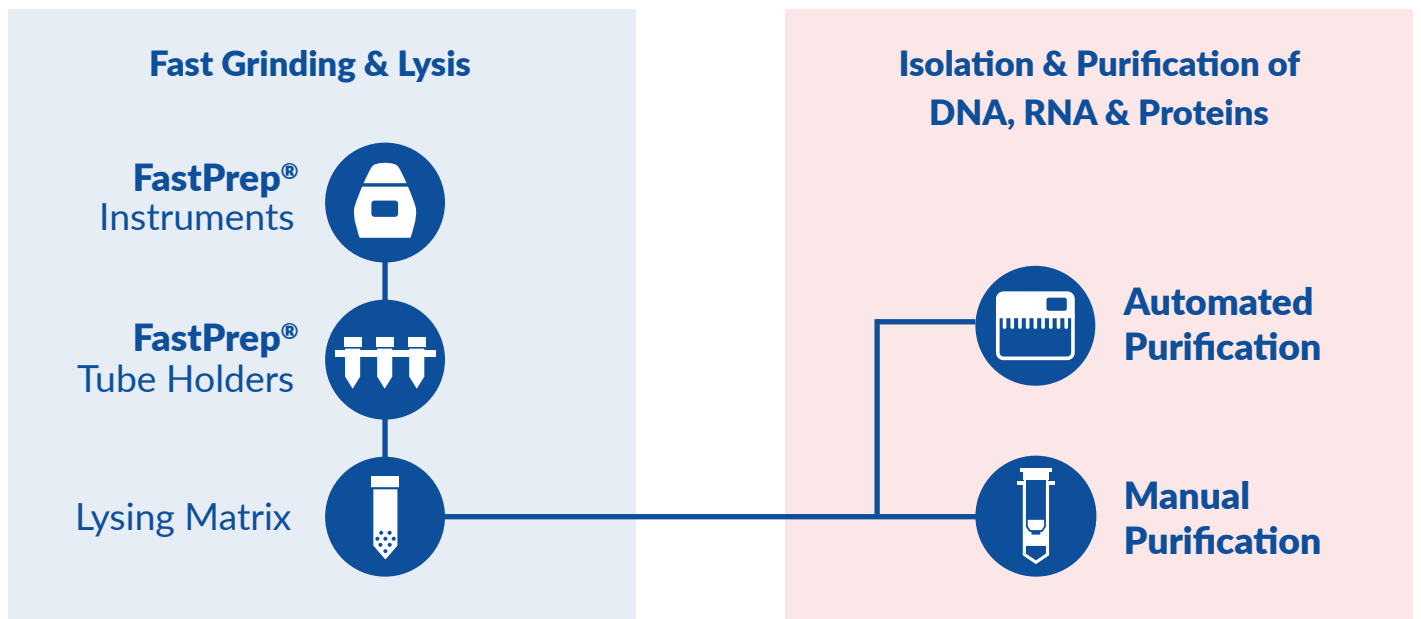 Fast Grinding & Lysis
FastPrep®
Instruments
FastPrep®
Tube Holders
Lysing Matrix
Isolation & Purification of
DNA, RNA & Proteins
Automated
Purification
Manual
Purification